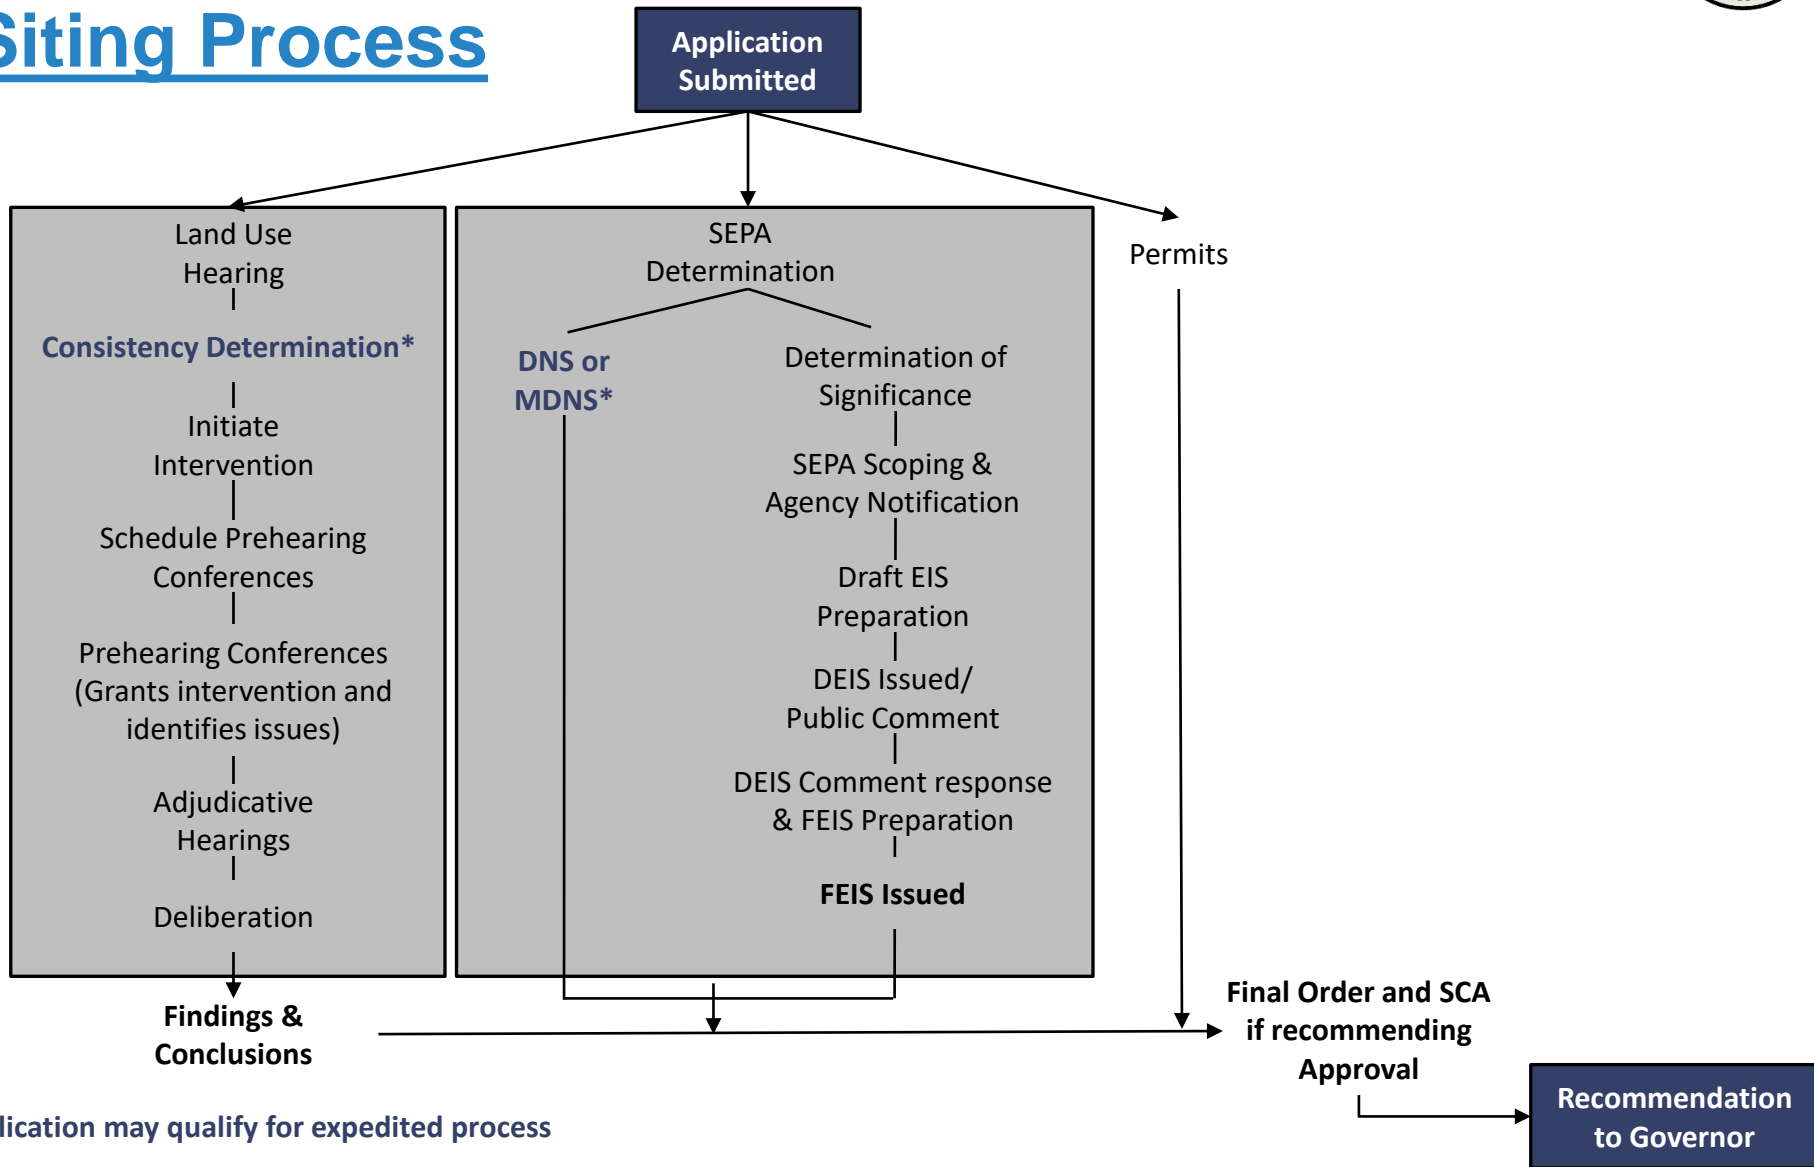 Siting Process
Application
Submitted
Land Use
Hearing
Consistency Determination*
Initiate
Intervention
Schedule Prehearing
Conferences
Prehearing Conferences
(Grants intervention and
identifies issues)
Adjudicative
Hearings
Deliberation
Findings &
Conclusions
SEPA
Determination
DNS or
MDNS*
Determination of
Significance
SEPA Scoping &
Agency Notification
Draft EIS
Preparation
DEIS Issued/
Public Comment
DEIS Comment response
& FEIS Preparation
FEIS Issued
Permits
Final Order and SCA
if recommending
Approval
Recommendation
to Governor
lication may qualify for expedited process